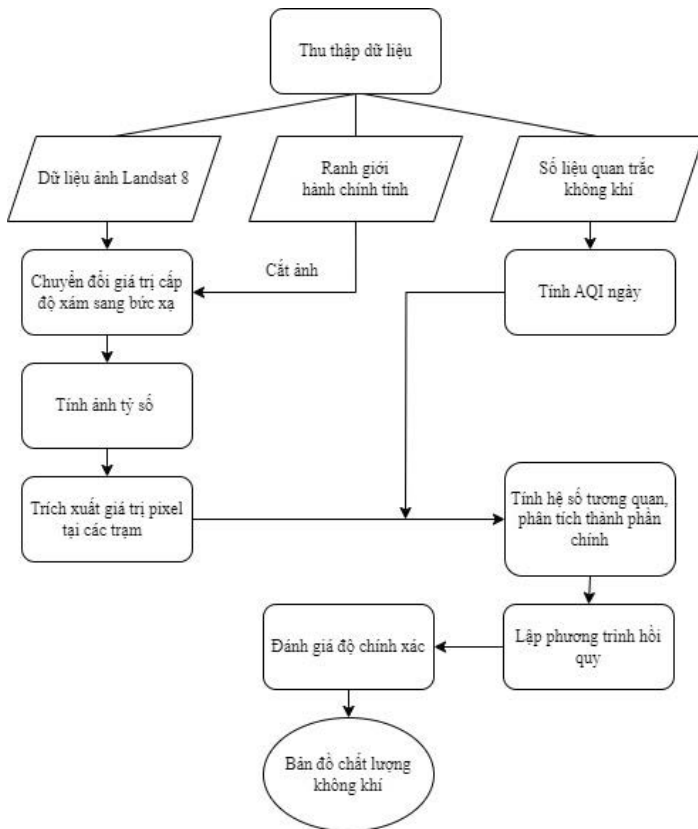 Thu thập dữ liệu
Dữ liệu ảnh Landsat 8
Ranh giới
hành chính tỉnh
Số liệu quan trắc
không khí
Chuyển đổi giá trị cấp
độ xám sang bức xạ
Cắt ảnh
Tính AQI ngày
Tính ảnh tỷ số
Trích xuất giá trị pixel
tại các trạm
Tính hệ số tương quan,
phân tích thành phần
chính
Đánh giá độ chính xác
Lập phương trình hồi
quy
Bản đồ chất lượng
không khí